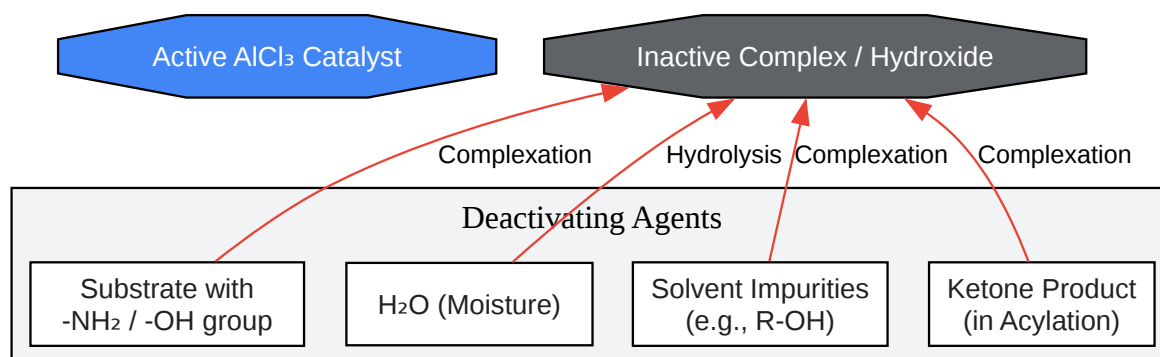 Active AlCl₃ Catalyst
Inactive Complex / Hydroxide
Complexation
Hydrolysis
Complexation
Complexation
Deactivating Agents
Substrate with
-NH₂ / -OH group
H₂O (Moisture)
Solvent Impurities
(e.g., R-OH)
Ketone Product
(in Acylation)